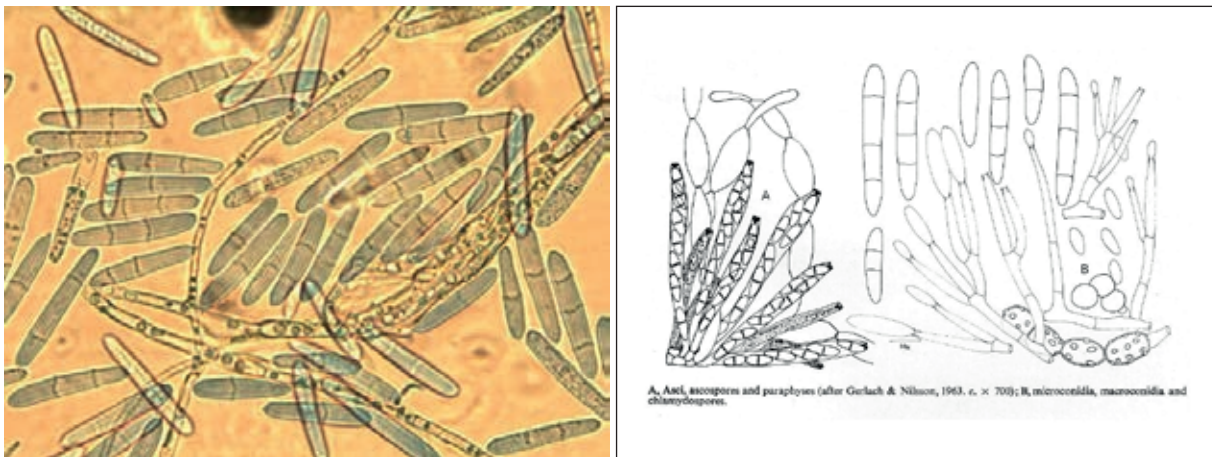 A
B
A, Asci, ascospores and paraphyses (after Gerlach & Nilsson, 1963. c. × 700); B, microconidia, macroconidia and
chlamydospores.